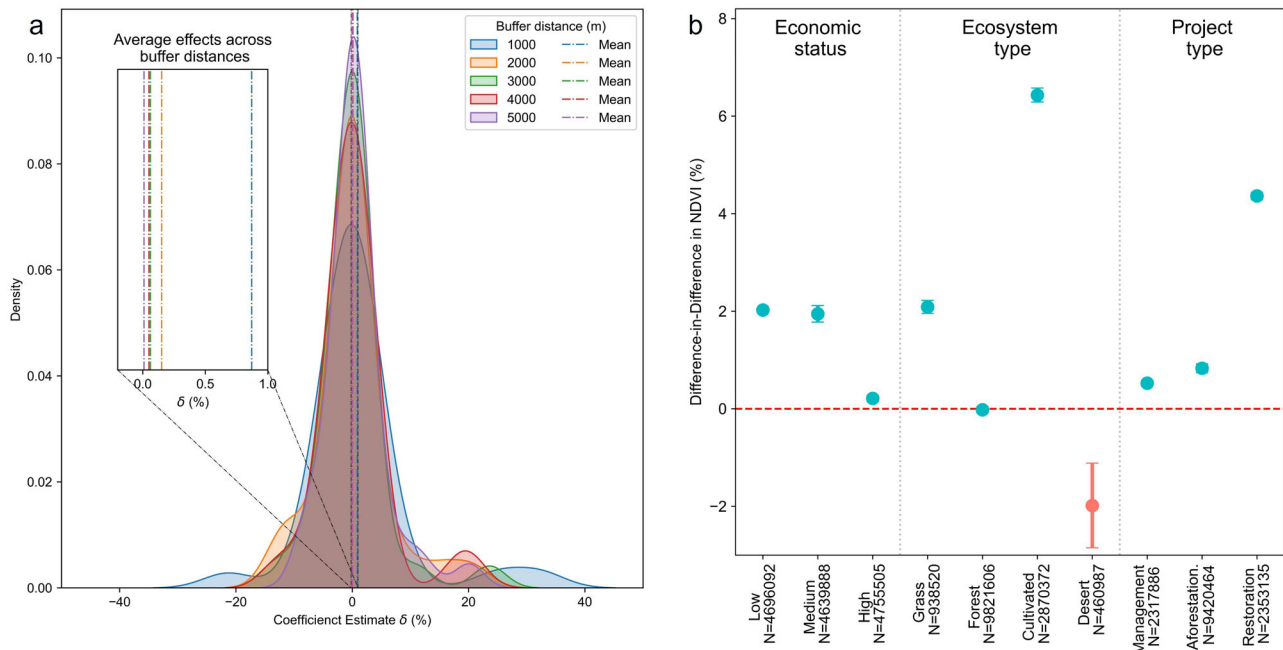 a
Average effects across
buffer distances
0.0
0.5
1.0
δ (%)
Buffer distance (m)
1000
Mean
2000
Mean
3000
Mean
4000
Mean
5000
Mean
0.10
0.08
0.06
0.04
0.02
0.00
Density
−40
−20
0
20
40
Coefficienct Estimate δ (%)
b
Economic
status
Ecosystem
type
Project
type
8
6
4
2
0
−2
Difference-in-Difference in NDVI (%)
Low
N=4696092
Medium
N=4639888
High
N=4755505
Grass
N=938520
Forest
N=9821606
Cultivated
N=2870372
Desert
N=460987
Management
N=2317886
Aforestation.
N=9420464
Restoration
N=2353135